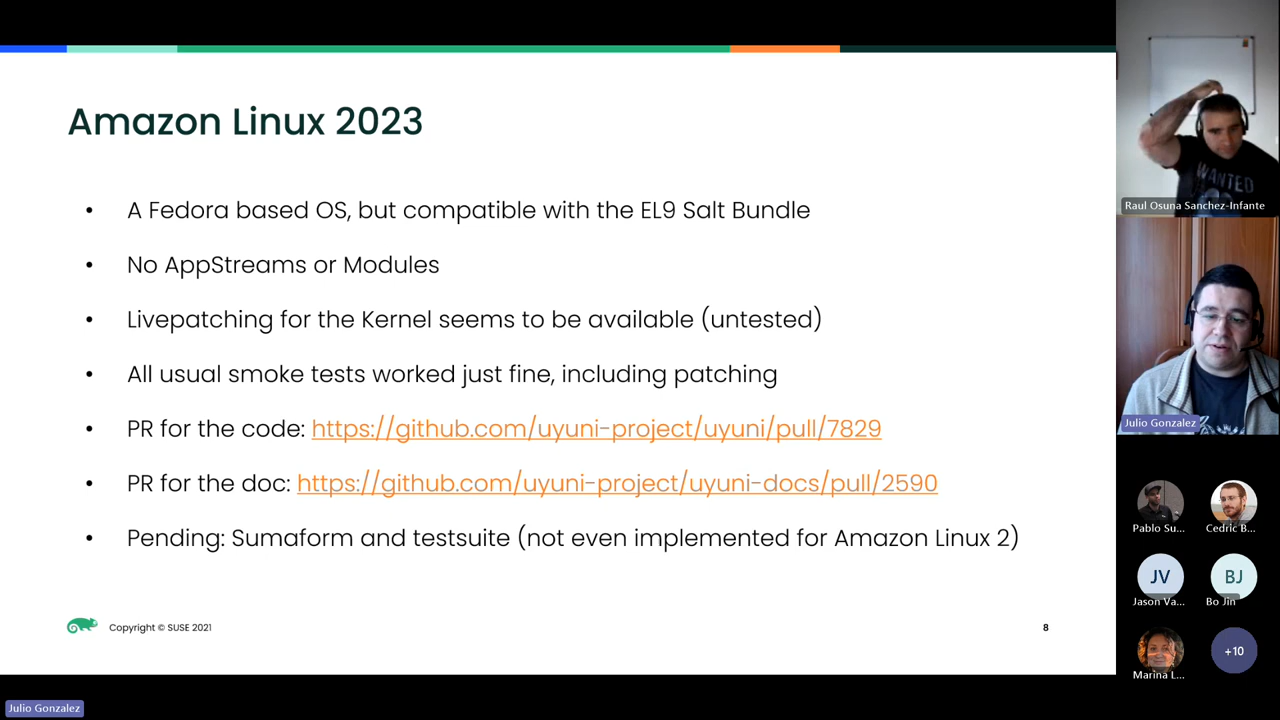 Amazon Linux 2023
• A Fedora based OS, but compatible with the EL9 Salt Bundle
• No AppStreams or Modules
• Livepatching for the Kernel seems to be available (untested)
• All usual smoke tests worked just fine, including patching
• PR for the code: https://github.com/uyuni-project/uyuni/pull/7829
• PR for the doc: https://github.com/uyuni-project/uyuni-docs/pull/2590
• Pending: Sumaform and testsuite (not even implemented for Amazon Linux 2)
Copyright © SUSE 2021
8
WANTED
Raul Osuna Sanchez-Infante
Julio Gonzalez
Pablo Su...
Cedric B...
JV
Jason Va...
BJ
Bo Jin
Marina L...
+10
Julio Gonzalez